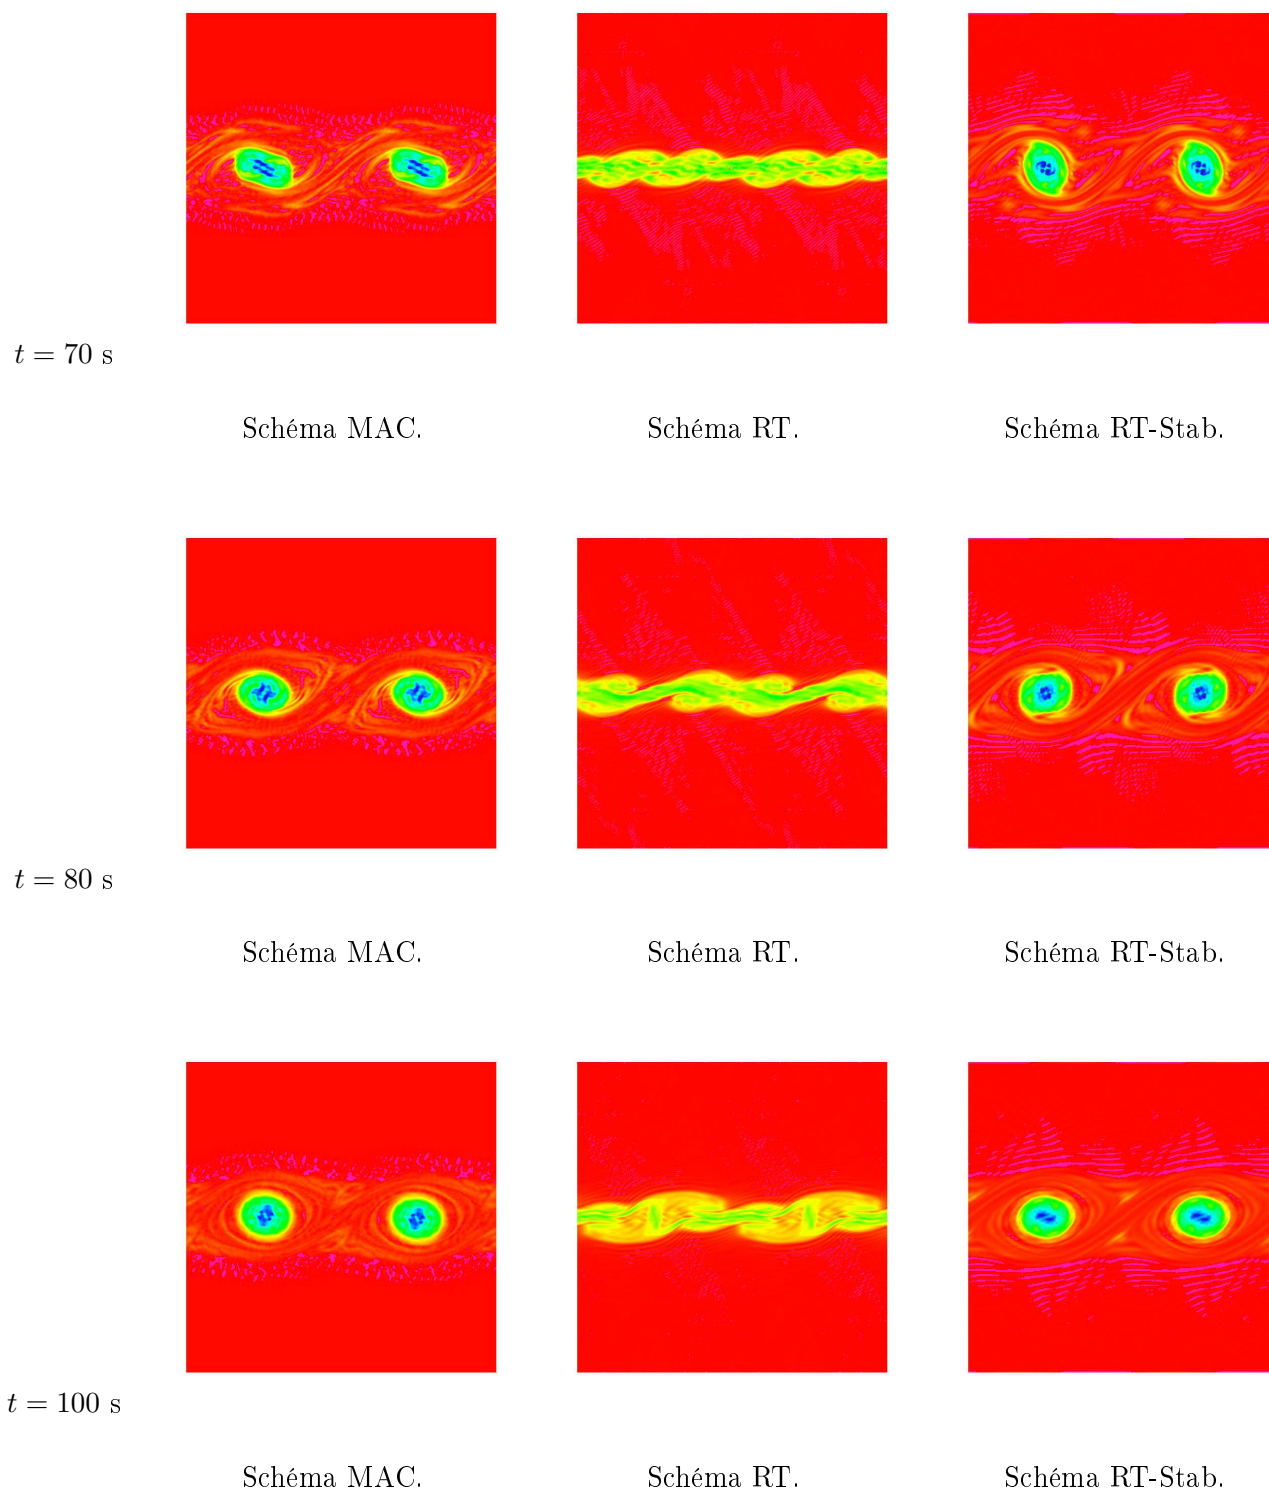 t = 70 s
Schéma MAC.
Schéma RT.
Schéma RT-Stab.
t = 80 s
Schéma MAC.
Schéma RT.
Schéma RT-Stab.
t = 100 s
Schéma MAC.
Schéma RT.
Schéma RT-Stab.